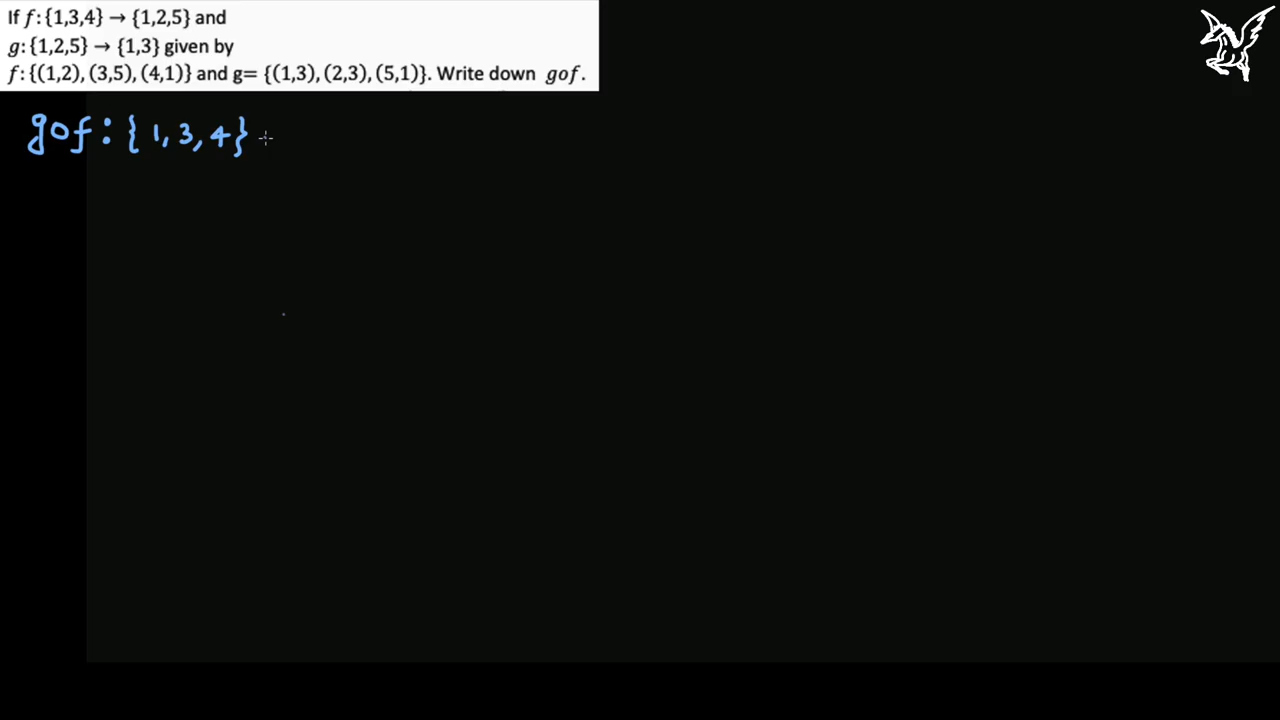 If f:{1,3,4} → {1,2,5} and
g:{1,2,5} → {1,3} given by
f:{(1,2),(3,5),(4,1)} and g= {(1,3),(2,3),(5,1)}. Write down gof.
gof:{1,3,4}